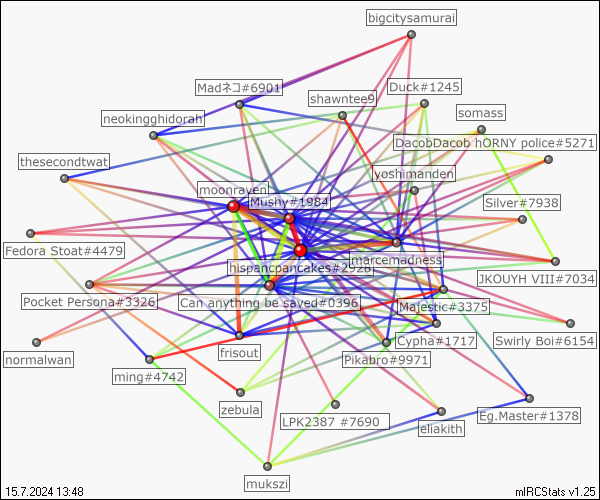 bigcitysamurai
Madネコ#6901
Duck#1245
shawntee9
neokingghidorah
somass
DacobDacob hORNY police#5271
thesecondtwat
yoshimanden
moonrayen
Mushy#1984
Silver#7938
Fedora Stoat#4479
marcemadness
hispancpancakes#2928
JKOUYH VIII#7034
Pocket Persona#3326
Can anything be saved#0396
Majestic#3375
Cypha#1717
Swirly Boi#6154
normalwan
frisout
Pikabro#9971
ming#4742
zebula
LPK2387 #7690
Eg.Master#1378
eliakith
mukszi
15.7.2024 13:48
mIRCStats v1.25